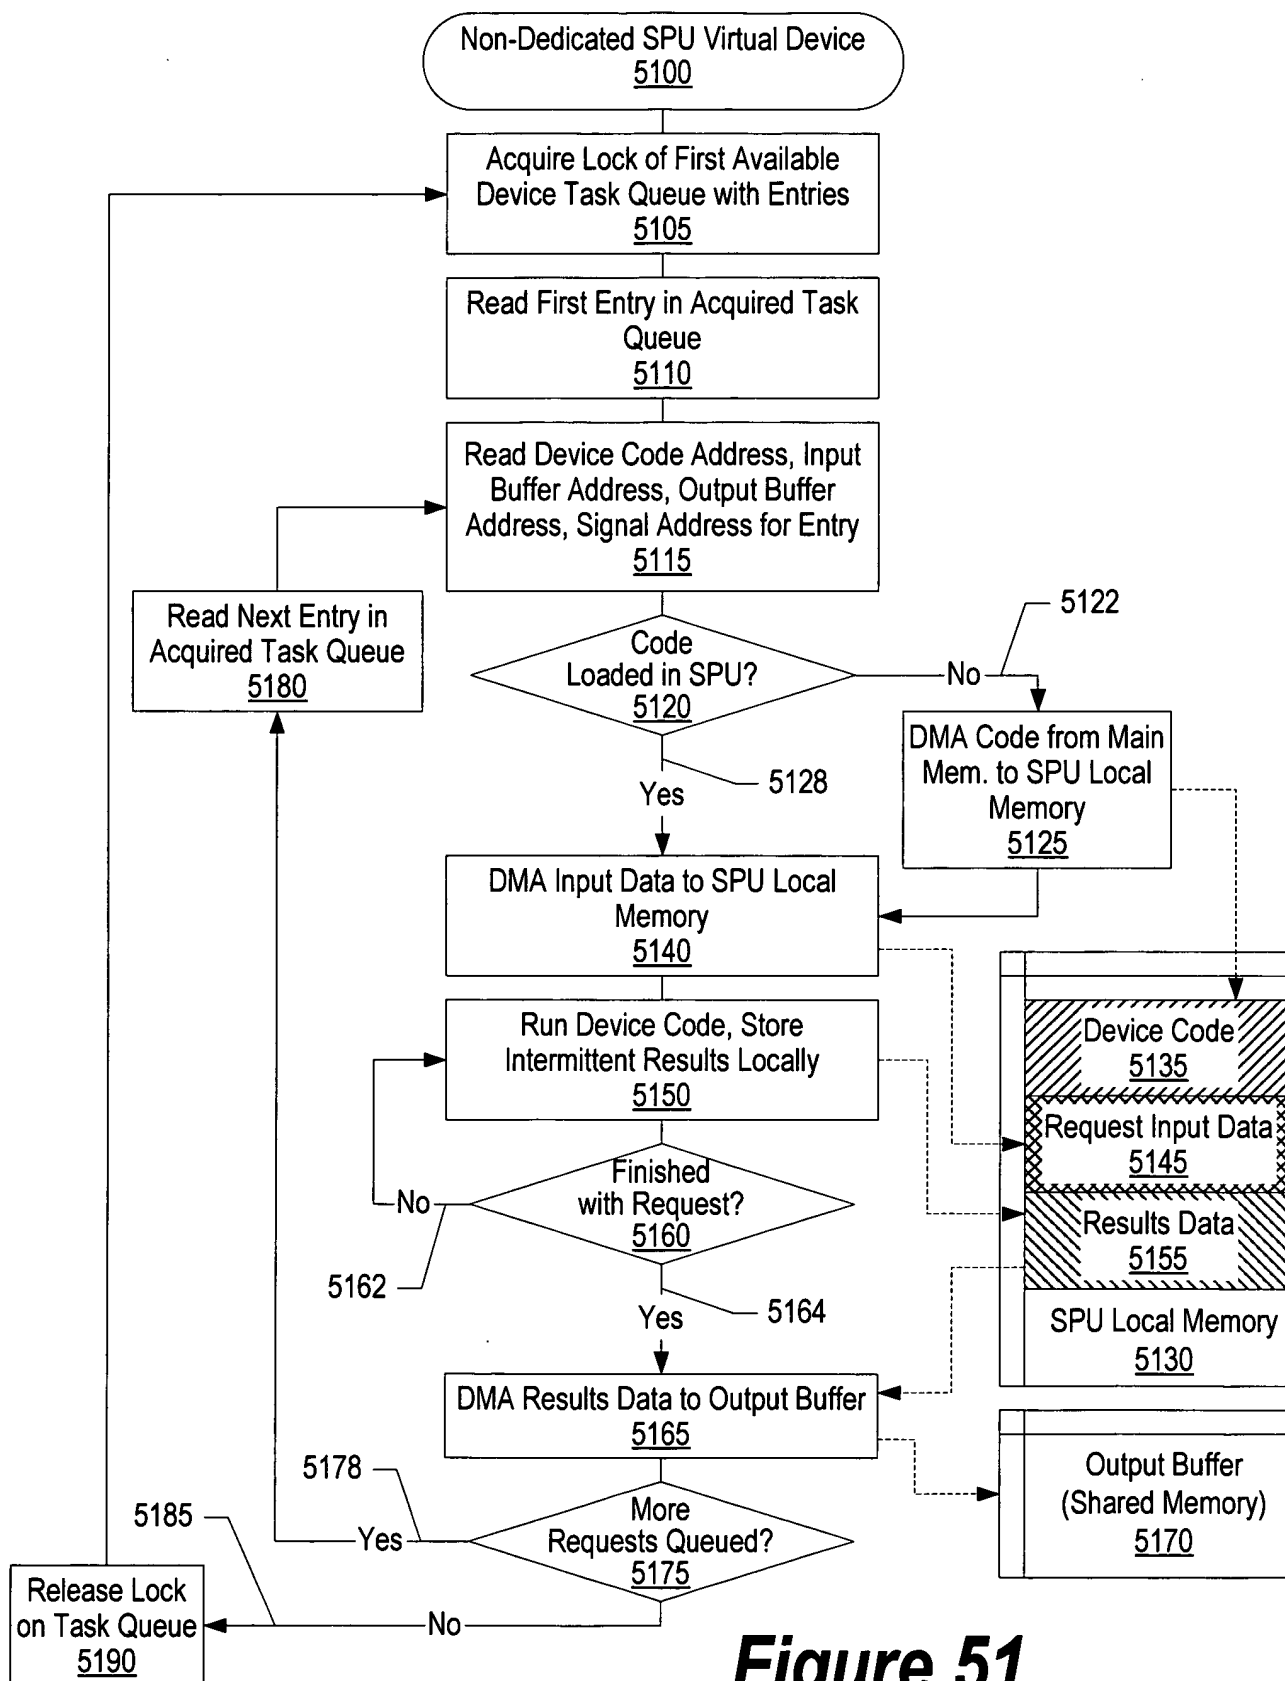 Non-Dedicated SPU Virtual Device
5100
Acquire Lock of First Available
Device Task Queue with Entries
5105
Read First Entry in Acquired Task
Queue
5110
Read Device Code Address, Input
Buffer Address, Output Buffer
Address, Signal Address for Entry
5115
Read Next Entry in
Acquired Task Queue
5180
Code
Loaded in SPU?
5120
No
5122
5128
Yes
DMA Code from Main
Mem. to SPU Local
Memory
5125
DMA Input Data to SPU Local
Memory
5140
Run Device Code, Store
Intermittent Results Locally
5150
Device Code
5135
Request Input Data
5145
Results Data
5155
SPU Local Memory
5130
Finished
with Request?
5160
No
5162
5164
Yes
DMA Results Data to Output Buffer
5165
Output Buffer
(Shared Memory)
5170
5178
More
Requests Queued?
5175
Yes
5185
No
Release Lock
on Task Queue
5190
Figure 51